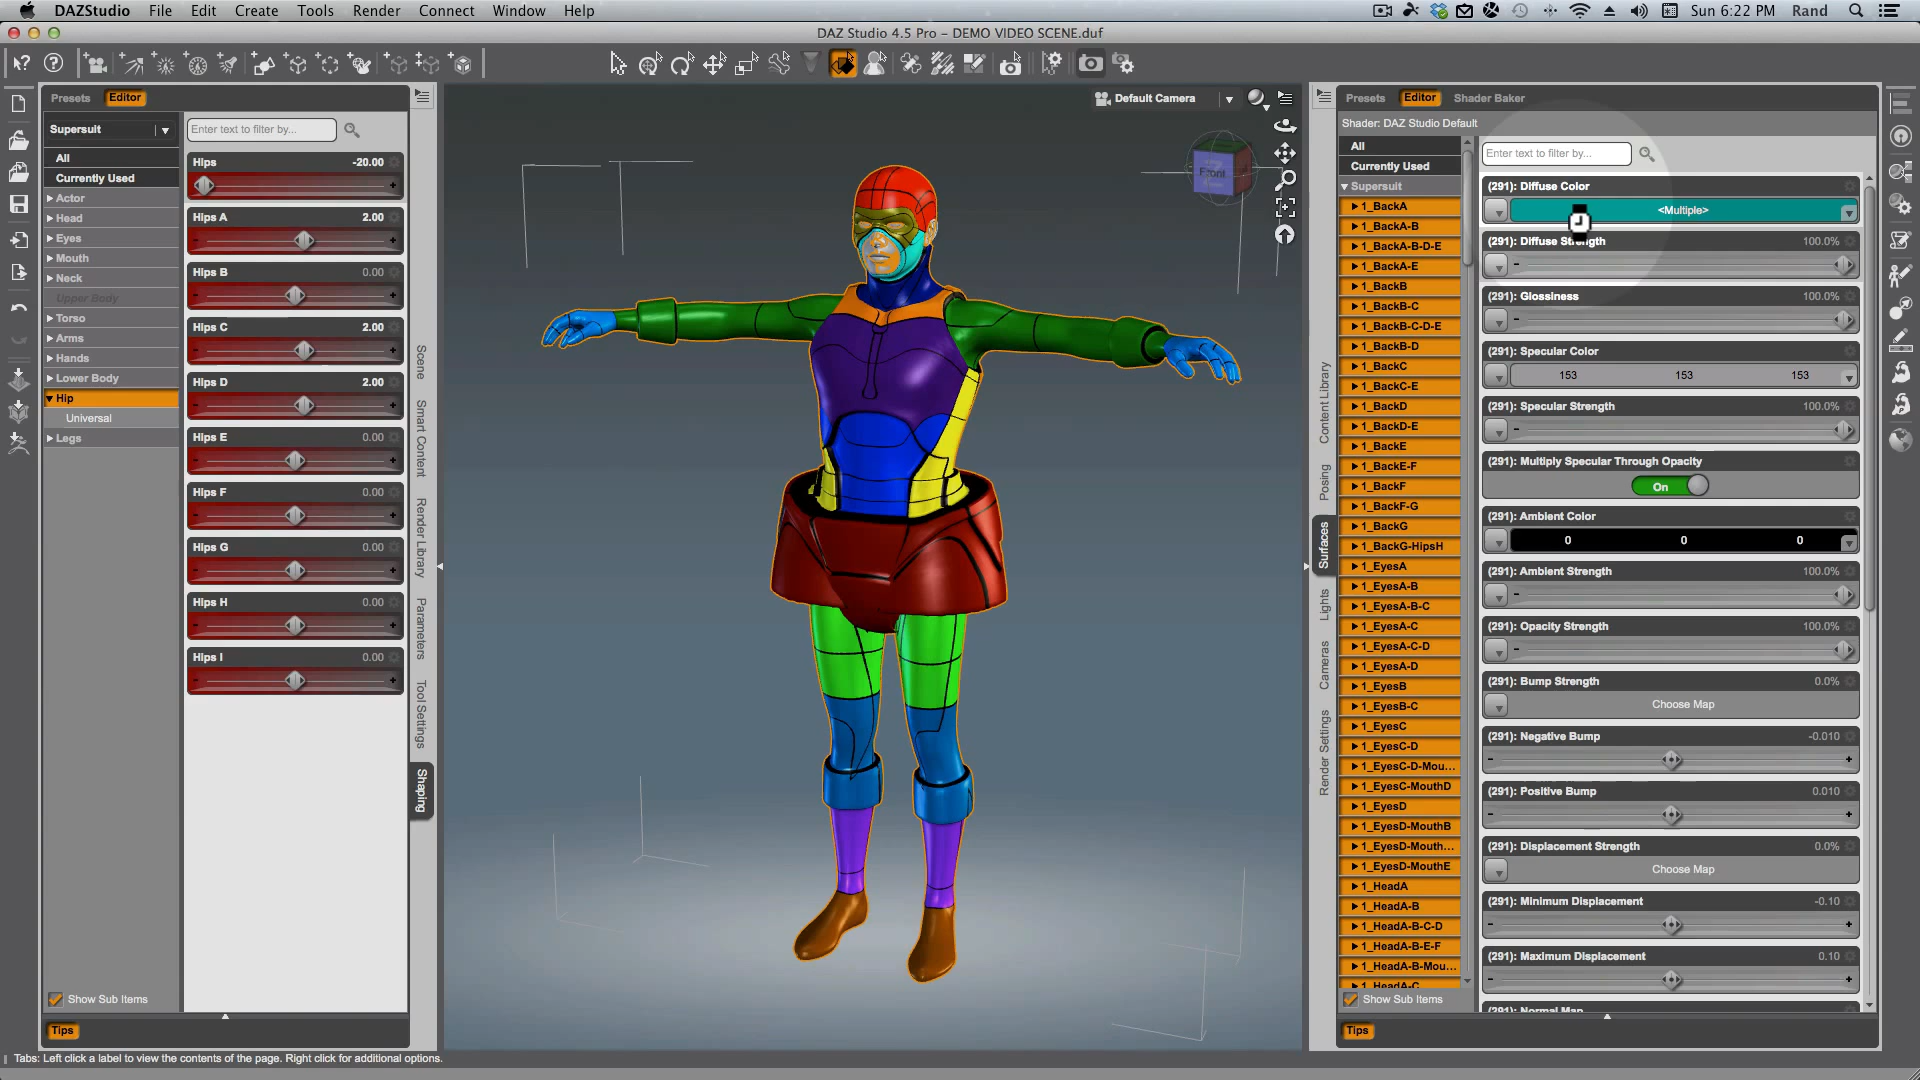 DAZStudio File Edit Create Tools Render Connect Window Help
Sun 6:22 PM Rand
DAZ Studio 4.5 Pro – DEMO VIDEO SCENE.duf
Presets Editor
Supersuit
Enter text to filter by...
All
Currently Used
Actor
Head
Eyes
Mouth
Neck
Upper Body
Torso
Arms
Hands
Lower Body
Hip
Universal
Legs
Show Sub Items
Tips
Hips -20.00
Hips A 2.00
Hips B 0.00
Hips C 2.00
Hips D 2.00
Hips E 0.00
Hips F 0.00
Hips G 0.00
Hips H 0.00
Hips I 0.00
Scene
Smart Content
Render Library
Parameters
Tool Settings
Shaping
Default Camera
Front
Content Library
Posing
Surfaces
Lights
Cameras
Render Settings
Presets Editor Shader Baker
Shader: DAZ Studio Default
All
Currently Used
Supersuit
1_BackA
1_BackA-B
1_BackA-B-D-E
1_BackA-E
1_BackB
1_BackB-C
1_BackB-C-D-E
1_BackB-D
1_BackC
1_BackC-E
1_BackD
1_BackD-E
1_BackE
1_BackE-F
1_BackF
1_BackF-G
1_BackG
1_BackG-HipsH
1_EyesA
1_EyesA-B
1_EyesA-B-C
1_EyesA-C
1_EyesA-C-D
1_EyesA-D
1_EyesB
1_EyesB-C
1_EyesC
1_EyesC-D
1_EyesC-D-Mou...
1_EyesC-MouthD
1_EyesD
1_EyesD-MouthB
1_EyesD-Mouth...
1_EyesD-MouthE
1_HeadA
1_HeadA-B
1_HeadA-B-C-D
1_HeadA-B-E-F
1_HeadA-B-Mou...
1_HeadA-C
Show Sub Items
Tips
Enter text to filter by...
(291): Diffuse Color
<Multiple>
(291): Diffuse Strength 100.0%
(291): Glossiness 100.0%
(291): Specular Color
153 153 153
(291): Specular Strength 100.0%
(291): Multiply Specular Through Opacity
On
(291): Ambient Color
0 0 0
(291): Ambient Strength 100.0%
(291): Opacity Strength 100.0%
(291): Bump Strength 0.0%
Choose Map
(291): Negative Bump -0.010
(291): Positive Bump 0.010
(291): Displacement Strength 0.0%
Choose Map
(291): Minimum Displacement -0.10
(291): Maximum Displacement 0.10
(291): Normal Map
Tabs: Left click a label to view the contents of the page. Right click for additional options.